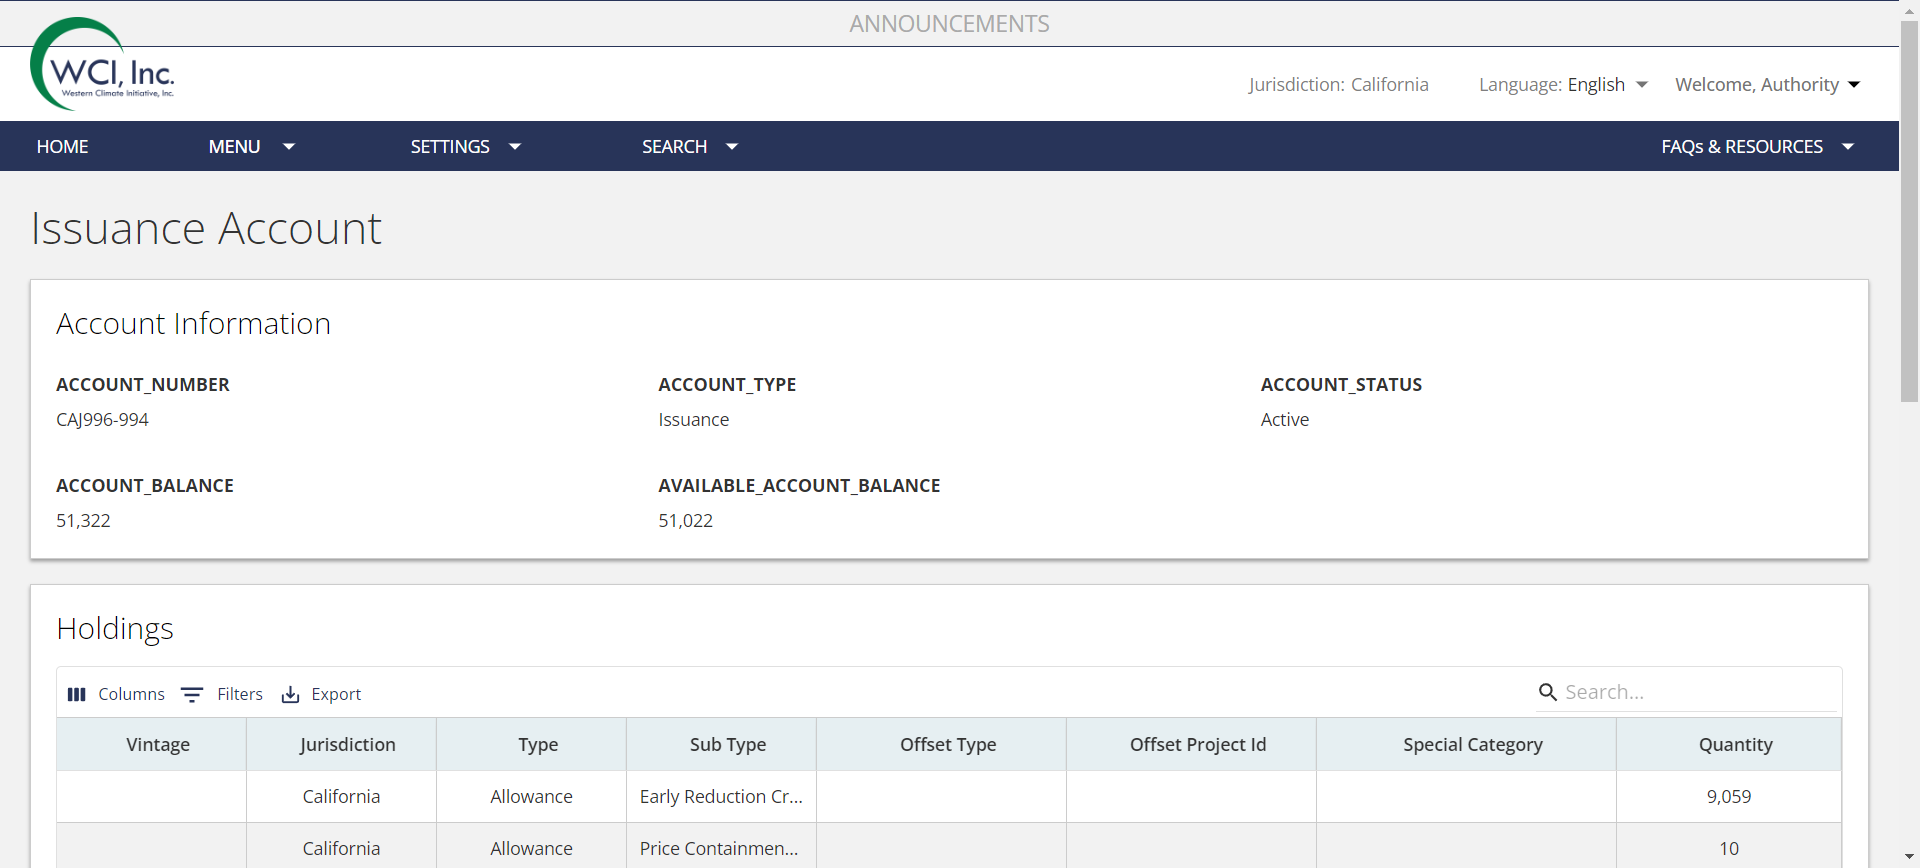 ANNOUNCEMENTS
WCI, Inc.
Western Climate Initiative, Inc.
Jurisdiction: California
Language: English
Welcome, Authority
HOME
MENU
SETTINGS
SEARCH
FAQs & RESOURCES
Issuance Account
Account Information
ACCOUNT_NUMBER
CAJ996-994
ACCOUNT_TYPE
Issuance
ACCOUNT_STATUS
Active
ACCOUNT_BALANCE
51,322
AVAILABLE_ACCOUNT_BALANCE
51,022
Holdings
Columns Filters Export
Search...
Vintage Jurisdiction Type Sub Type Offset Type Offset Project Id Special Category Quantity
California Allowance Early Reduction Cr... 9,059
California Allowance Price Containmen... 10